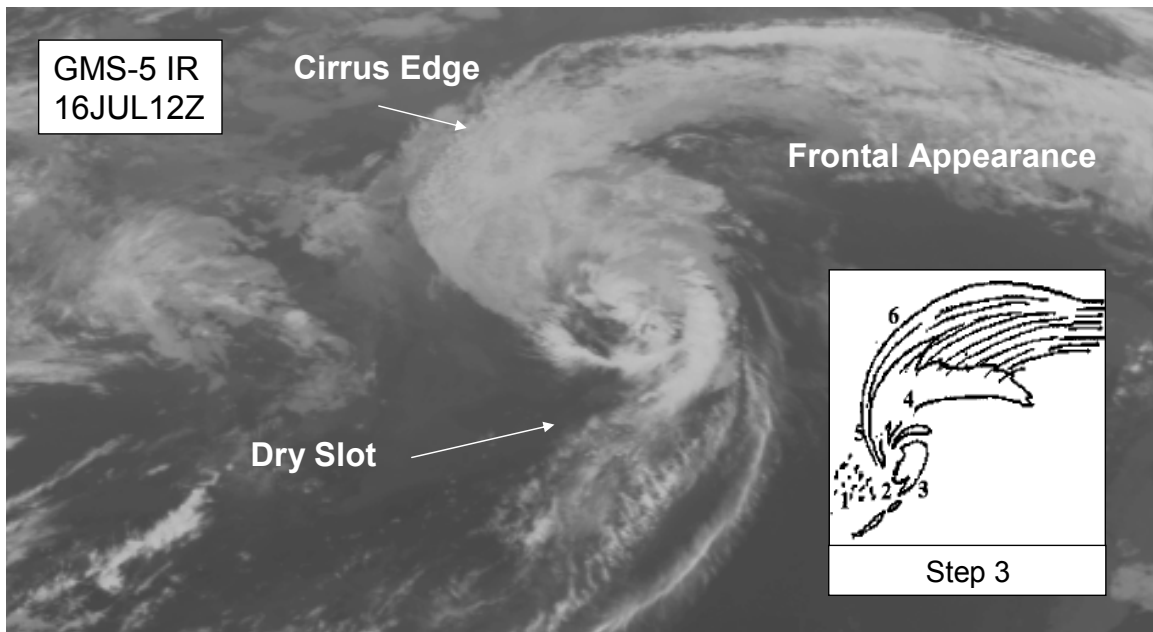 GMS-5 IR
16JUL12Z
Cirrus Edge
Frontal Appearance
Dry Slot
6
4
5
1
2
3
Step 3